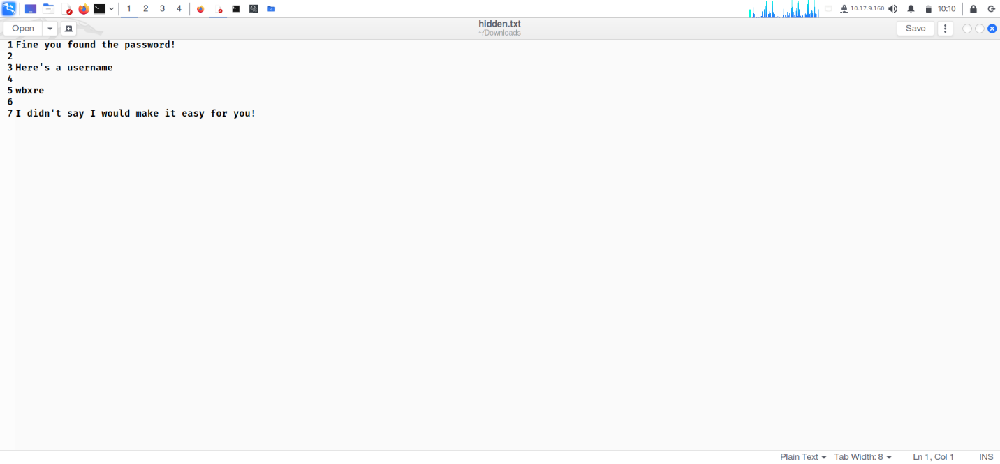 1 2 3 4 10.17.9.160 10:10
Open hidden.txt Save
~/Downloads
1 Fine you found the password!
2
3 Here's a username
4
5 wbxre
6
7 I didn't say I would make it easy for you!
Plain Text Tab Width: 8 Ln 1, Col 1 INS